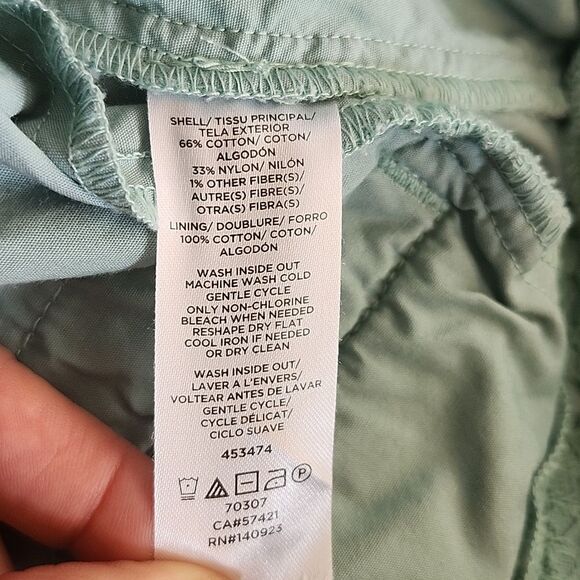 SHELL/ TISSU PRINCIPAL/
TELA EXTERIOR
66% COTTON/ COTON/
ALGODÓN
33% NYLON/ NILÓN
1% OTHER FIBER(S)/
AUTRE(S) FIBRE(S)/
OTRA(S) FIBRA(S)
LINING/ DOUBLURE/ FORRO
100% COTTON/ COTON/
ALGODÓN
WASH INSIDE OUT
MACHINE WASH COLD
GENTLE CYCLE
ONLY NON-CHLORINE
BLEACH WHEN NEEDED
RESHAPE DRY FLAT
COOL IRON IF NEEDED
OR DRY CLEAN
WASH INSIDE OUT/
LAVER A L'ENVERS/
VOLTEAR ANTES DE LAVAR
GENTLE CYCLE/
CYCLE DÉLICAT/
CICLO SUAVE
453474
P
70307
CA#57421
RN#140923